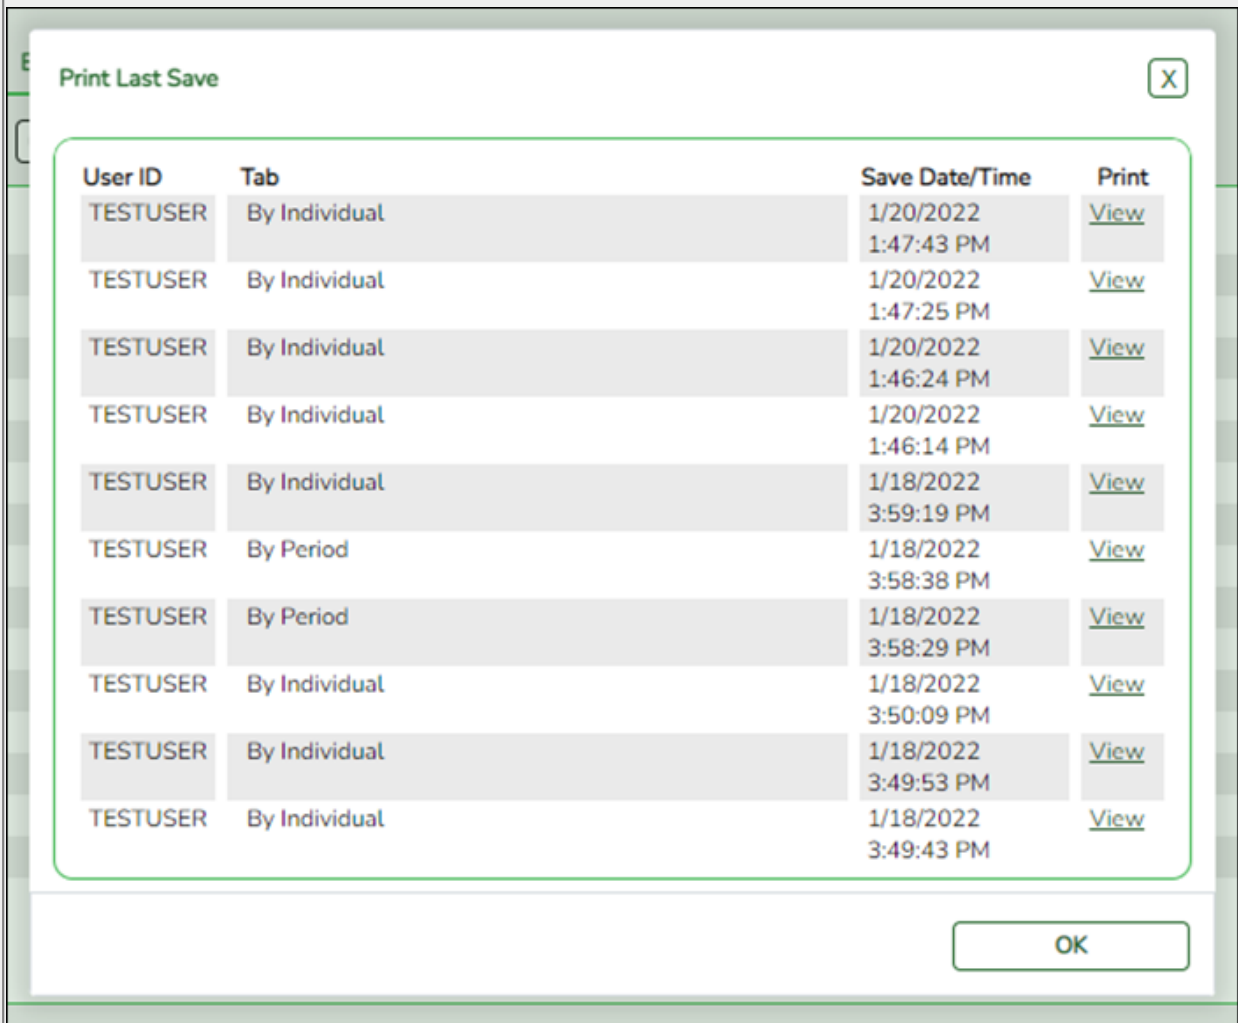 Print Last Save
X
User ID Tab Save Date/Time Print
TESTUSER By Individual 1/20/2022 View
1:47:43 PM
TESTUSER By Individual 1/20/2022 View
1:47:25 PM
TESTUSER By Individual 1/20/2022 View
1:46:24 PM
TESTUSER By Individual 1/20/2022 View
1:46:14 PM
TESTUSER By Individual 1/18/2022 View
3:59:19 PM
TESTUSER By Period 1/18/2022 View
3:58:38 PM
TESTUSER By Period 1/18/2022 View
3:58:29 PM
TESTUSER By Individual 1/18/2022 View
3:50:09 PM
TESTUSER By Individual 1/18/2022 View
3:49:53 PM
TESTUSER By Individual 1/18/2022 View
3:49:43 PM
OK